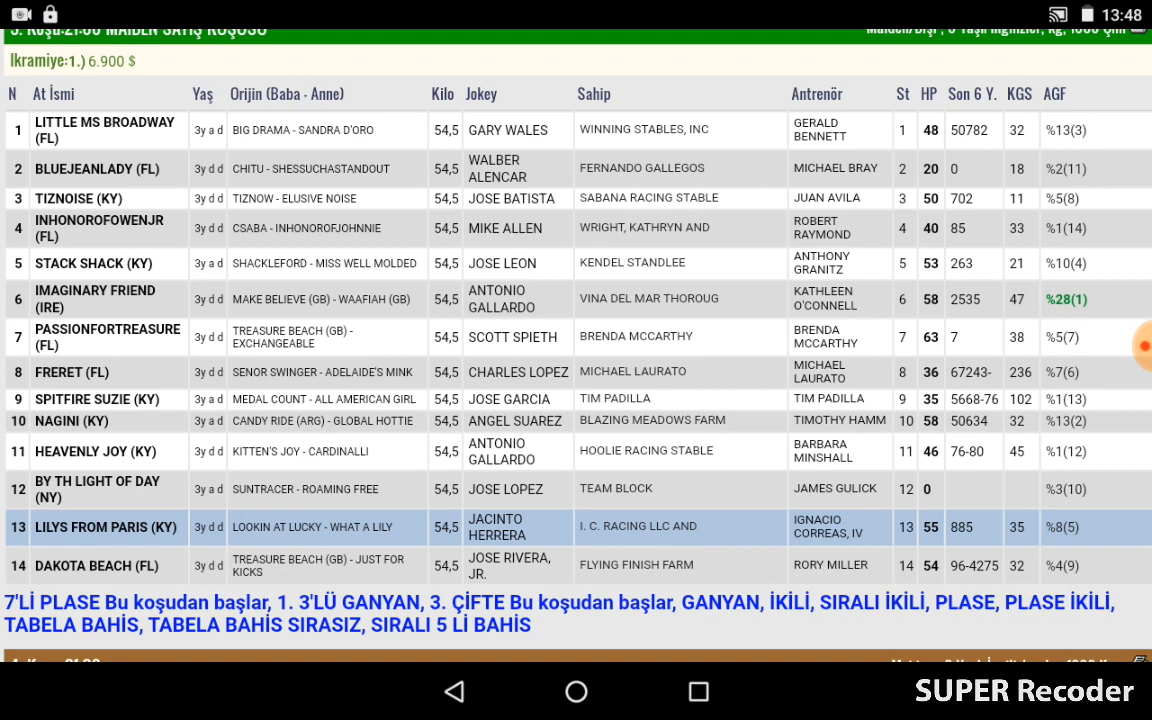 13:48
İkramiye:1.) 6.900 $
N At İsmi Yaş Orijin (Baba - Anne) Kilo Jokey Sahip Antrenör St HP Son 6 Y. KGS AGF
1 LITTLE MS BROADWAY (FL) 3y a d BIG DRAMA - SANDRA D'ORO 54,5 GARY WALES WINNING STABLES, INC GERALD BENNETT 1 48 50782 32 %13(3)
2 BLUEJEANLADY (FL) 3y d d CHITU - SHESSUCHASTANDOUT 54,5 WALBER ALENCAR FERNANDO GALLEGOS MICHAEL BRAY 2 20 0 18 %2(11)
3 TIZNOISE (KY) 3y d d TIZNOW - ELUSIVE NOISE 54,5 JOSE BATISTA SABANA RACING STABLE JUAN AVILA 3 50 702 11 %5(8)
4 INHONOROFOWENJR (FL) 3y d d CSABA - INHONOROFJOHNNIE 54,5 MIKE ALLEN WRIGHT, KATHRYN AND ROBERT RAYMOND 4 40 85 33 %1(14)
5 STACK SHACK (KY) 3y a d SHACKLEFORD - MISS WELL MOLDED 54,5 JOSE LEON KENDEL STANDLEE ANTHONY GRANITZ 5 53 263 21 %10(4)
6 IMAGINARY FRIEND (IRE) 3y d d MAKE BELIEVE (GB) - WAAFIAH (GB) 54,5 ANTONIO GALLARDO VINA DEL MAR THOROUG KATHLEEN O'CONNELL 6 58 2535 47 %28(1)
7 PASSIONFORTREASURE (FL) 3y d d TREASURE BEACH (GB) - EXCHANGEABLE 54,5 SCOTT SPIETH BRENDA MCCARTHY BRENDA MCCARTHY 7 63 7 38 %5(7)
8 FRERET (FL) 3y d d SENOR SWINGER - ADELAIDE'S MINK 54,5 CHARLES LOPEZ MICHAEL LAURATO MICHAEL LAURATO 8 36 67243- 236 %7(6)
9 SPITFIRE SUZIE (KY) 3y a d MEDAL COUNT - ALL AMERICAN GIRL 54,5 JOSE GARCIA TIM PADILLA TIM PADILLA 9 35 5668-76 102 %1(13)
10 NAGINI (KY) 3y a d CANDY RIDE (ARG) - GLOBAL HOTTIE 54,5 ANGEL SUAREZ BLAZING MEADOWS FARM TIMOTHY HAMM 10 58 50634 32 %13(2)
11 HEAVENLY JOY (KY) 3y a d KITTEN'S JOY - CARDINALLI 54,5 ANTONIO GALLARDO HOOLIE RACING STABLE BARBARA MINSHALL 11 46 76-80 45 %1(12)
12 BY TH LIGHT OF DAY (NY) 3y a d SUNTRACER - ROAMING FREE 54,5 JOSE LOPEZ TEAM BLOCK JAMES GULICK 12 0 %3(10)
13 LILYS FROM PARIS (KY) 3y d d LOOKIN AT LUCKY - WHAT A LILY 54,5 JACINTO HERRERA I. C. RACING LLC AND IGNACIO CORREAS, IV 13 55 885 35 %8(5)
14 DAKOTA BEACH (FL) 3y d d TREASURE BEACH (GB) - JUST FOR KICKS 54,5 JOSE RIVERA, JR. FLYING FINISH FARM RORY MILLER 14 54 96-4275 32 %4(9)
7'Lİ PLASE Bu koşudan başlar, 1. 3'LÜ GANYAN, 3. ÇİFTE Bu koşudan başlar, GANYAN, İKİLİ, SIRALI İKİLİ, PLASE, PLASE İKİLİ,
TABELA BAHİS, TABELA BAHİS SIRASIZ, SIRALI 5 Lİ BAHİS
SUPER Recoder